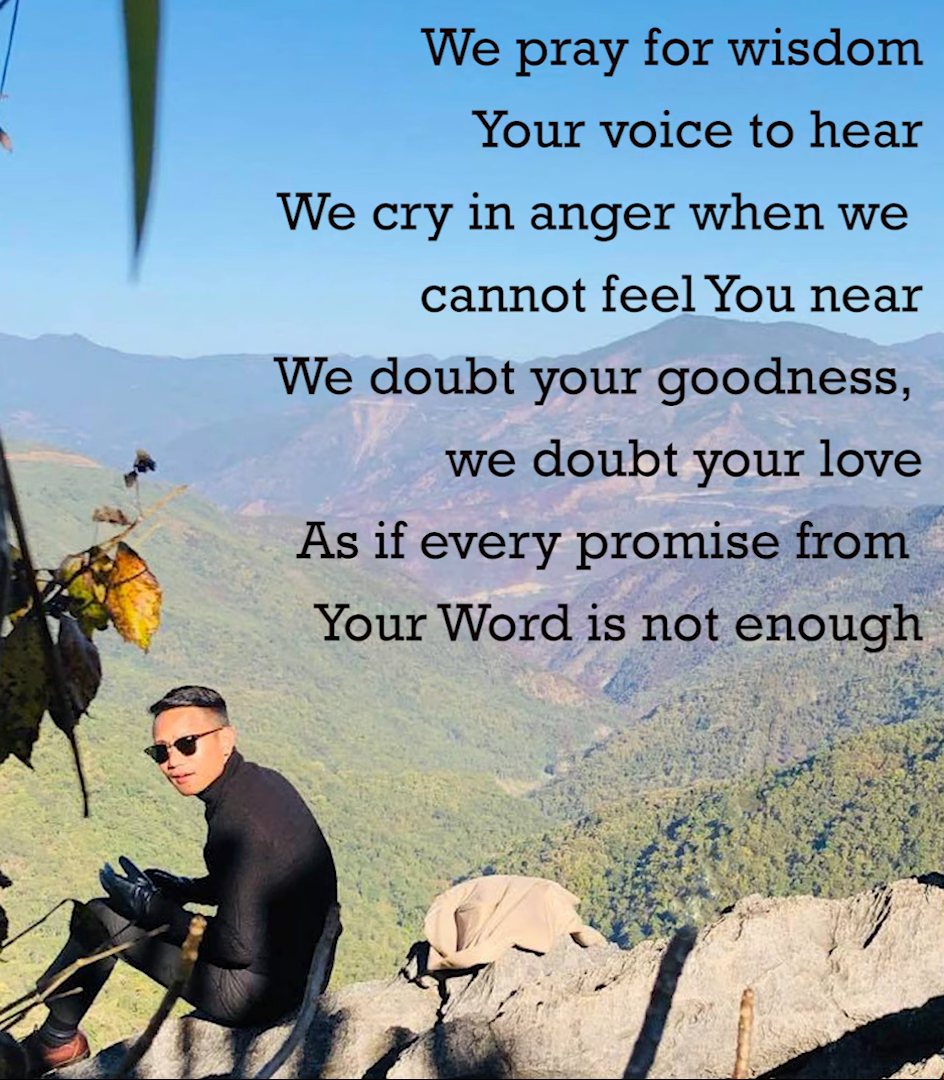 We pray for wisdom
Your voice to hear
We cry in anger when we
cannot feel You near
We doubt your goodness,
we doubt your love
As if every promise from
Your Word is not enough